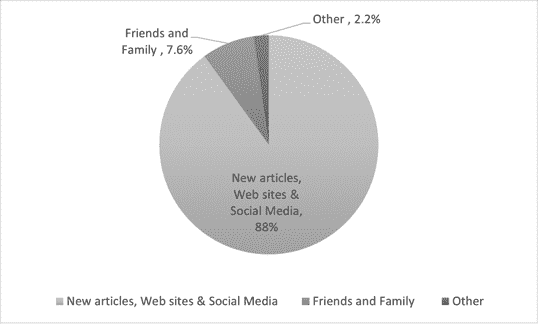 Friends and
Family , 7.6%
Other , 2.2%
New articles,
Web sites &
Social Media,
88%
New articles, Web sites & Social Media
Friends and Family
Other